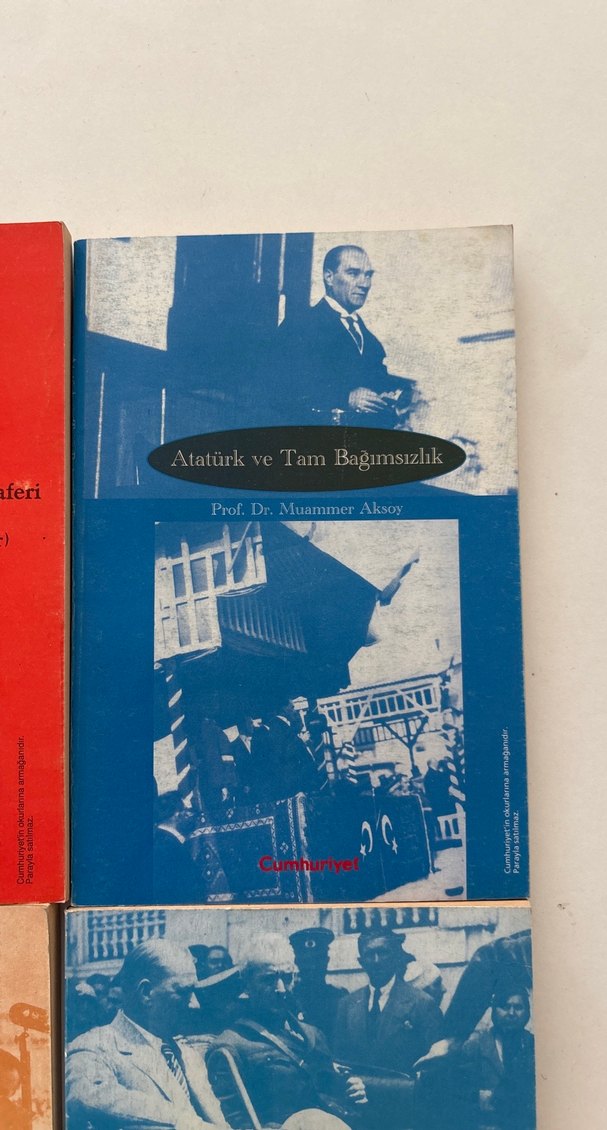 aferi
Cumhuriyet'in okurlarına armağanıdır.
Parayla satılmaz.
Atatürk ve Tam Bağımsızlık
Prof. Dr. Muammer Aksoy
Cumhuriyet
Cumhuriyet'in okurlarına armağanıdır.
Parayla satılmaz.